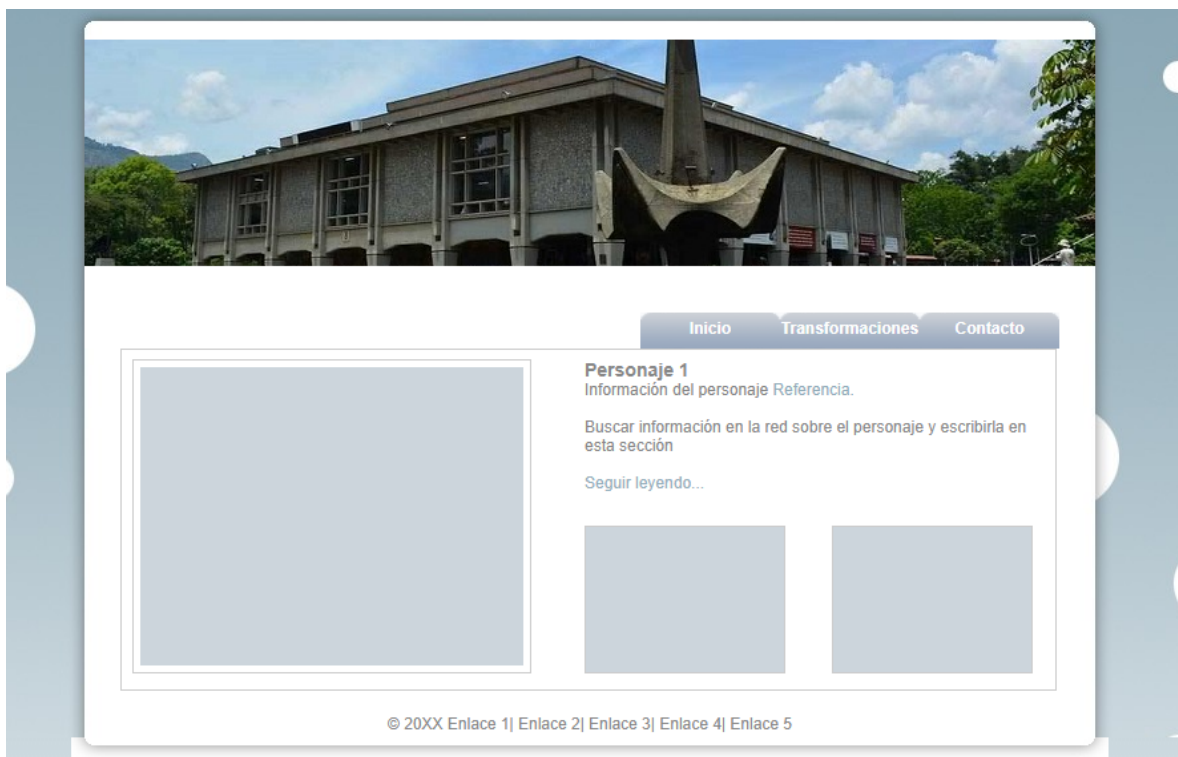 Inicio Transformaciones Contacto
Personaje 1
Información del personaje Referencia.
Buscar información en la red sobre el personaje y escribirla en
esta sección
Seguir leyendo...
© 20XX Enlace 1| Enlace 2| Enlace 3| Enlace 4| Enlace 5